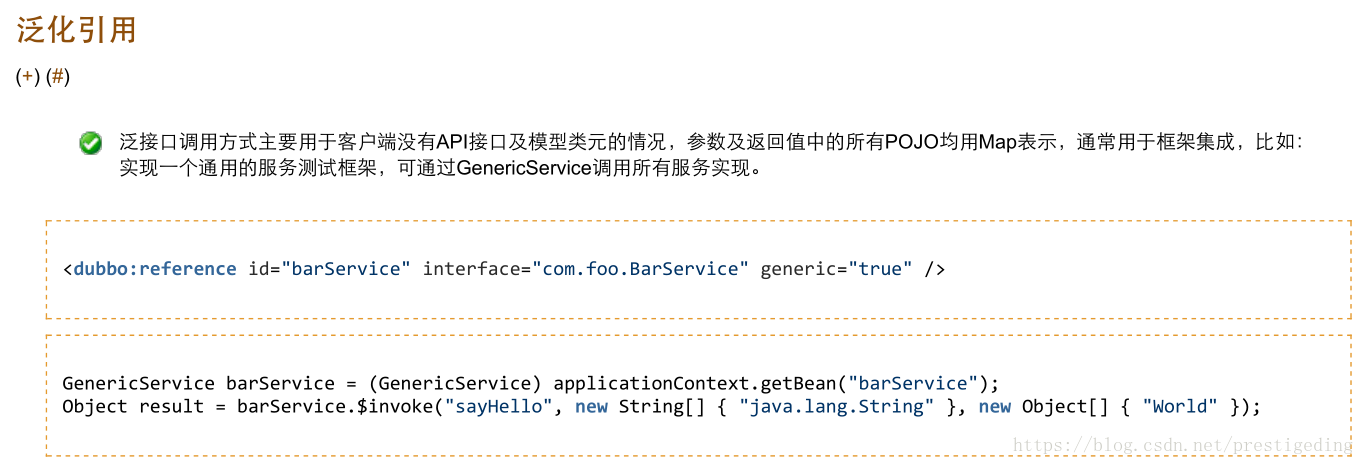 泛化引用
(+) (#)
泛接口调用方式主要用于客户端没有API接口及模型类元的情况，参数及返回值中的所有POJO均用Map表示，通常用于框架集成，比如：
实现一个通用的服务测试框架，可通过GenericService调用所有服务实现。
<dubbo:reference id="barService" interface="com.foo.BarService" generic="true" />
GenericService barService = (GenericService) applicationContext.getBean("barService");
Object result = barService.$invoke("sayHello", new String[] { "java.lang.String" }, new Object[] { "World" });
https://blog.csdn.net/prestigeding